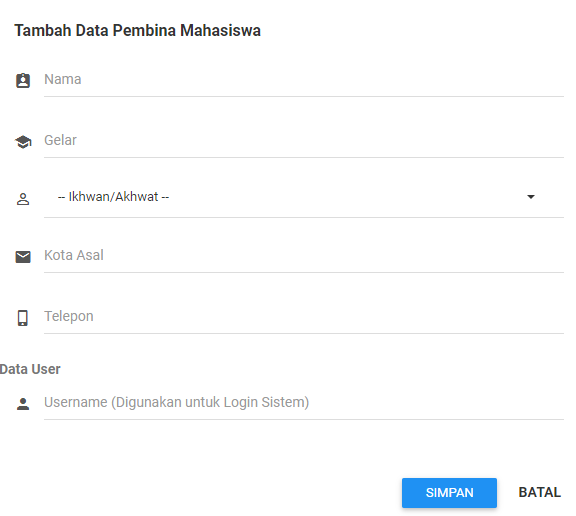 Tambah Data Pembina Mahasiswa
Nama
Gelar
-- Ikhwan/Akhwat --
Kota Asal
Telepon
Data User
Username (Digunakan untuk Login Sistem)
SIMPAN BATAL